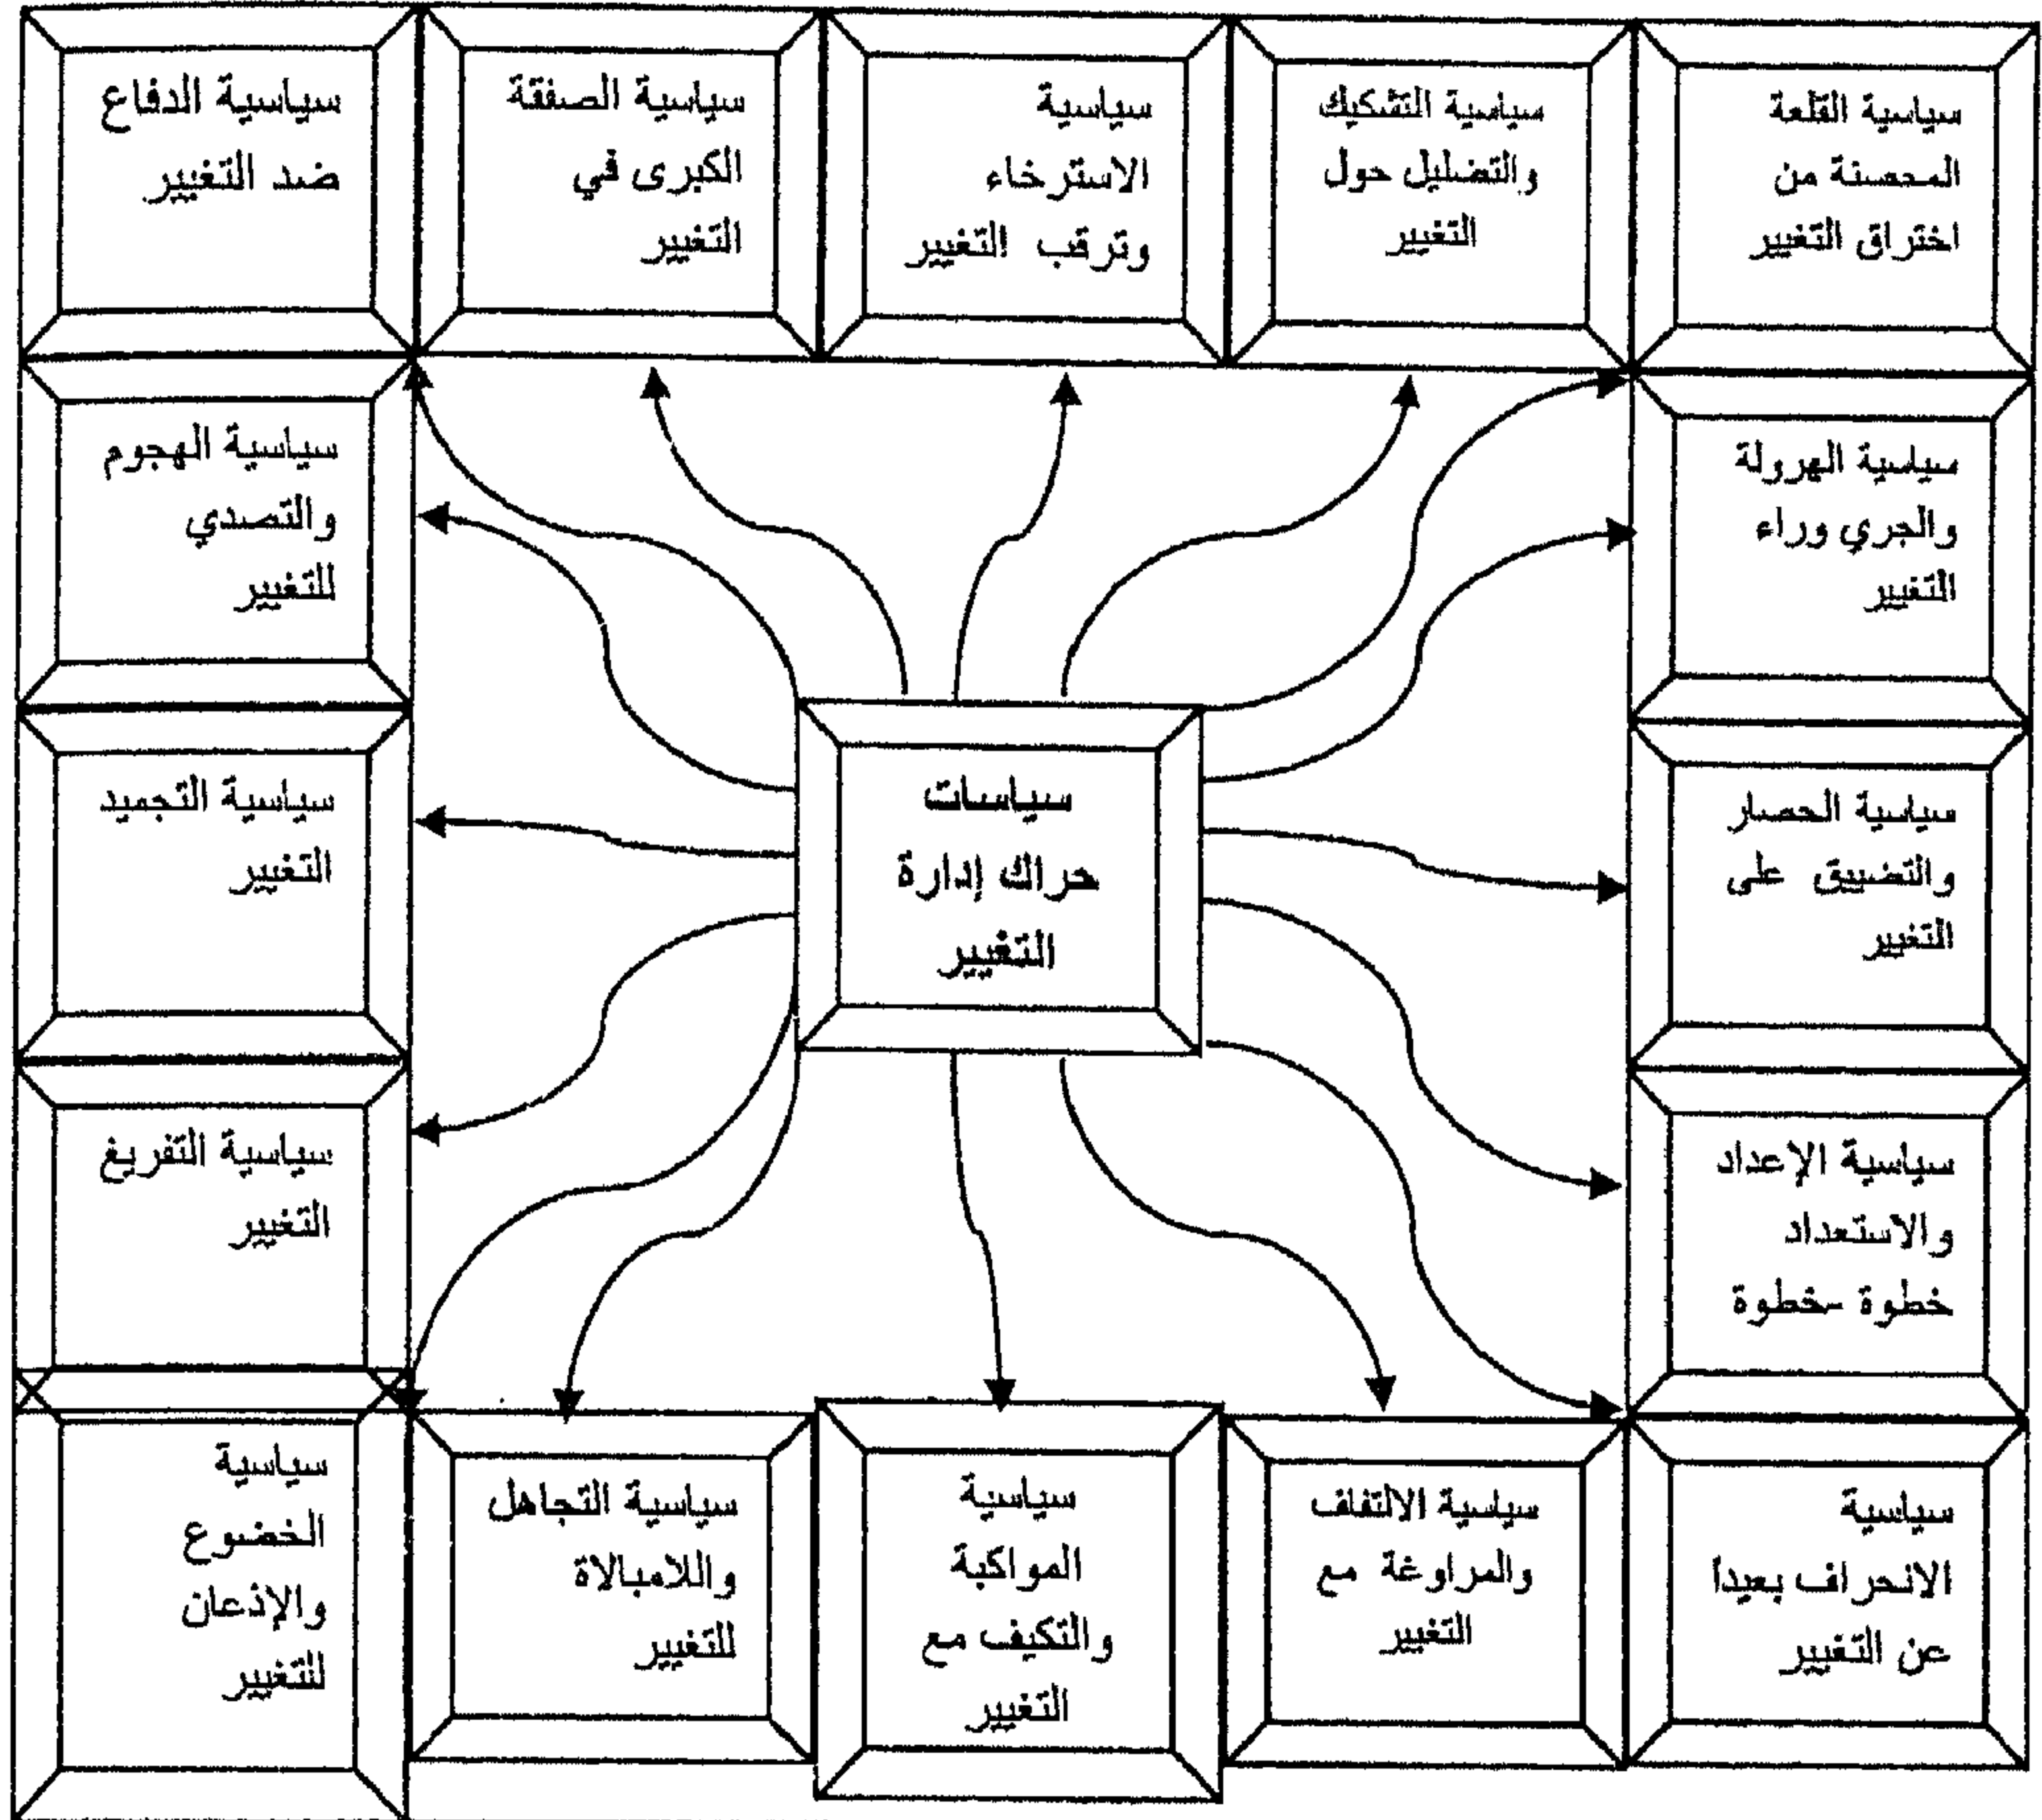 سياسية القلعة
المحصنة من
اختراق التغيير
سياسية التشكيك
والتضليل حول
التغيير
سياسية
الاسترخاء
وترقب التغيير
سياسية الصفقة
الكبرى في
التغيير
سياسية الدفاع
ضد التغيير
سياسية الهرولة
والجري وراء
التغيير
سياسية الهجوم
والتصدي
للتغيير
سياسات
حراك إدارة
التغيير
سياسية الحصار
والتضييق على
التغيير
سياسية التجميد
التغيير
سياسية الإعداد
والاستعداد
خطوة -خطوة
سياسية التفريغ
التغيير
سياسية
الانحراف بعيداً
عن التغيير
سياسية الالتفاف
والمراوغة مع
التغيير
سياسية
المواكبة
والتكيف مع
التغيير
سياسية التجاهل
واللامبالاة
للتغيير
سياسية
الخضوع
والإذعان
للتغيير